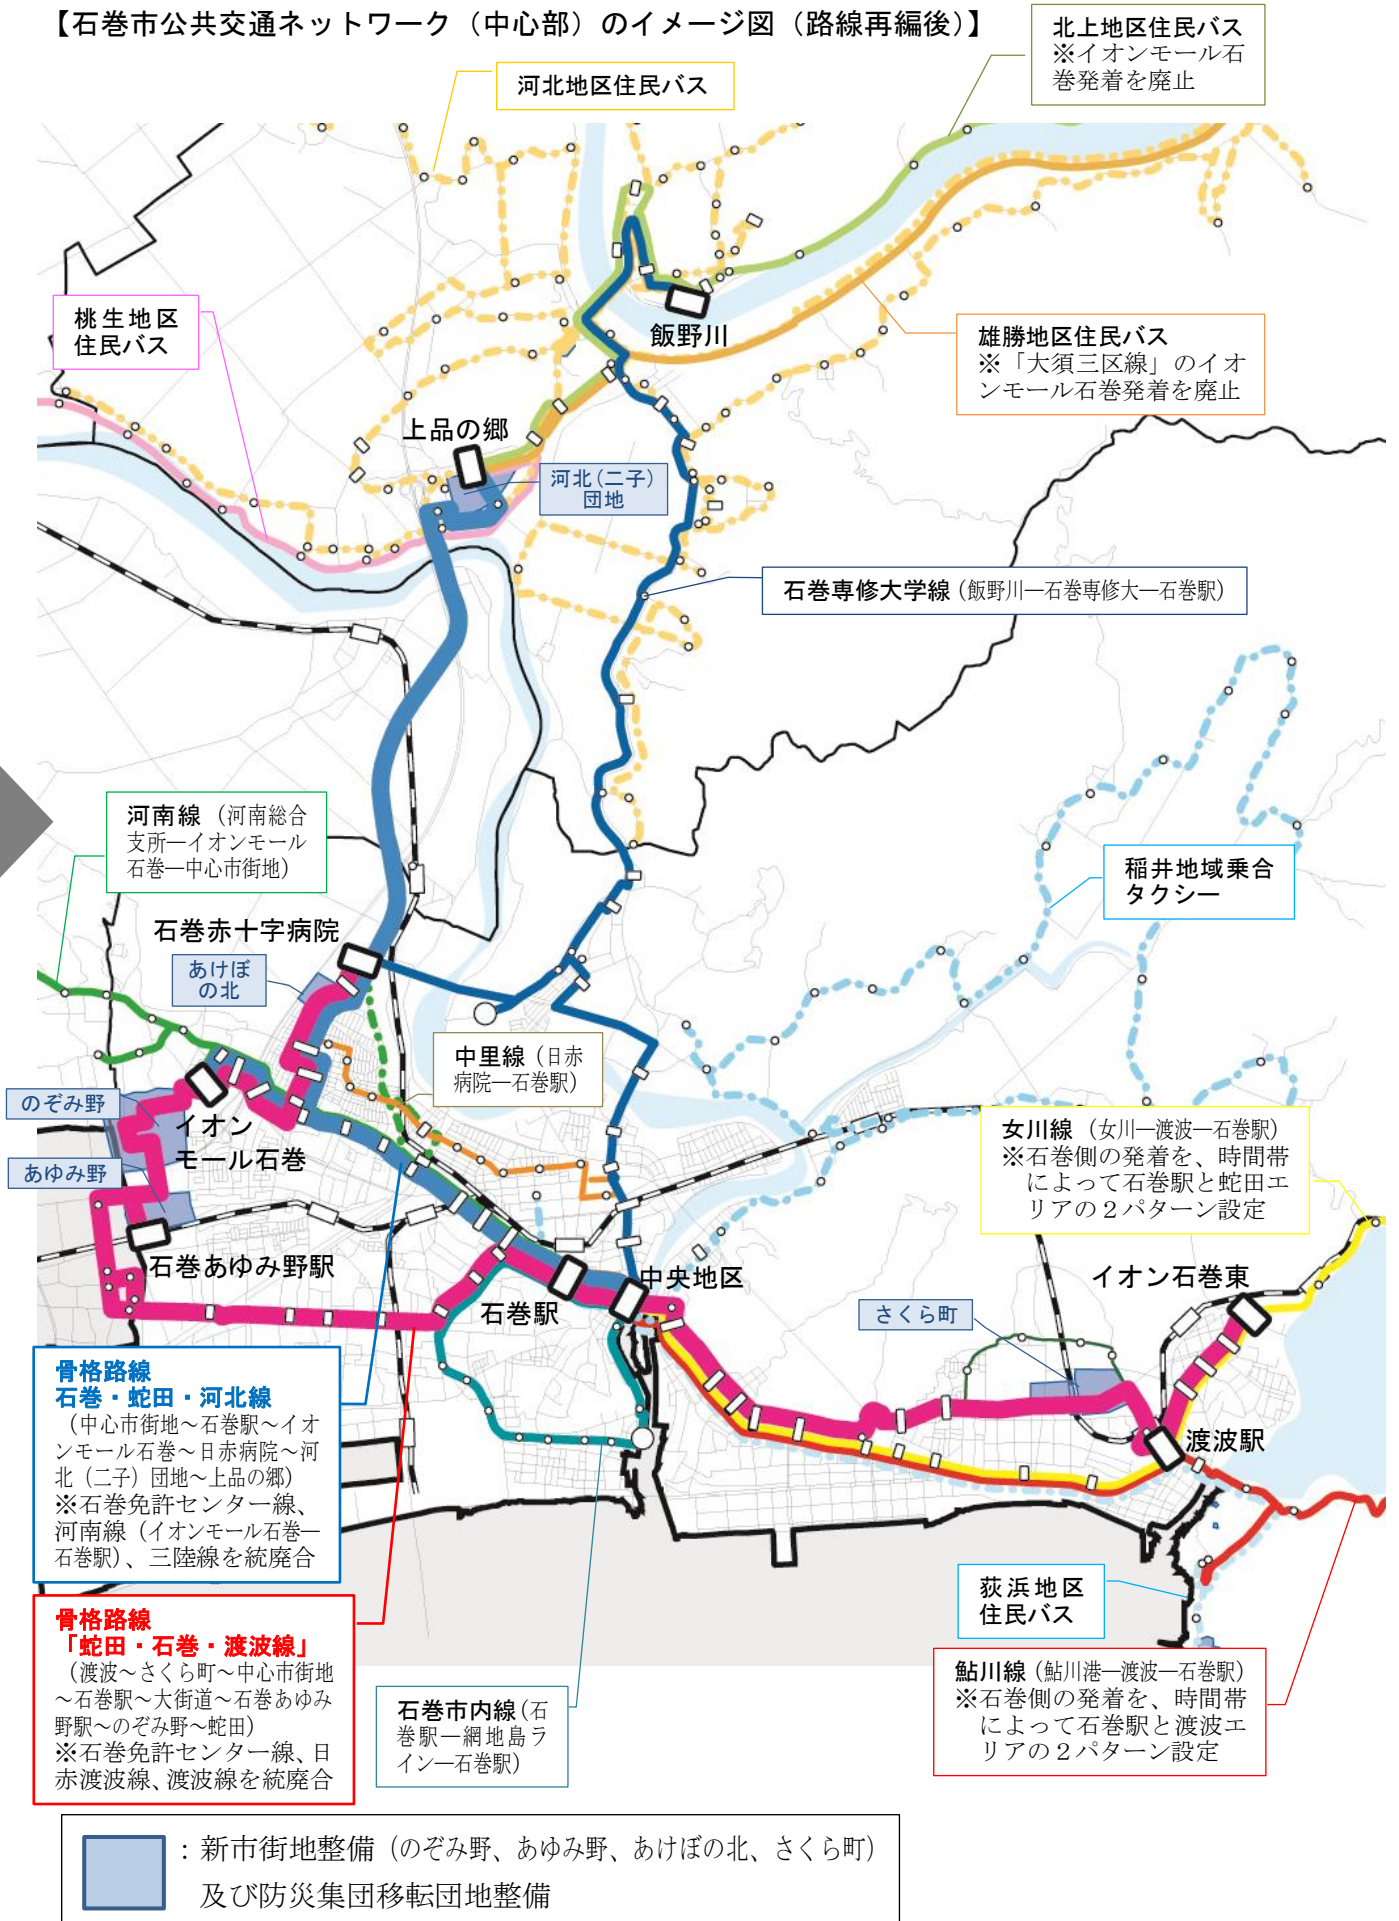 【石巻市公共交通ネットワーク（中心部）のイメージ図（路線再編後）】
北上地区住民バス
※イオンモール石
巻発着を廃止
河北地区住民バス
桃生地区
住民バス
飯野川
雄勝地区住民バス
※「大須三区線」のイオ
ンモール石巻発着を廃止
上品の郷
河北（二子）
団地
石巻専修大学線（飯野川―石巻専修大―石巻駅）
河南線（河南総合
支所―イオンモール
石巻―中心市街地）
稲井地域乗合
タクシー
石巻赤十字病院
あけぼ
の北
中里線（日赤
病院―石巻駅）
のぞみ野
イオン
モール石巻
あゆみ野
女川線（女川―渡波―石巻駅）
※石巻側の発着を、時間帯
によって石巻駅と蛇田エ
リアの２パターン設定
石巻あゆみ野駅
石巻駅
中央地区
イオン石巻東
さくら町
渡波駅
骨格路線
石巻・蛇田・河北線
（中心市街地～石巻駅～イオ
ンモール石巻～日赤病院～河
北（二子）団地～上品の郷）
※石巻免許センター線、
河南線（イオンモール石巻―
石巻駅）、三陸線を統廃合
荻浜地区
住民バス
骨格路線
「蛇田・石巻・渡波線」
（渡波～さくら町～中心市街地
～石巻駅～大街道～石巻あゆみ
野駅～のぞみ野～蛇田）
※石巻免許センター線、日
赤渡波線、渡波線を統廃合
石巻市内線（石
巻駅―網地島ラ
イン―石巻駅）
鮎川線（鮎川港―渡波―石巻駅）
※石巻側の発着を、時間帯
によって石巻駅と渡波エ
リアの２パターン設定
：新市街地整備（のぞみ野、あゆみ野、あけぼの北、さくら町）
及び防災集団移転団地整備